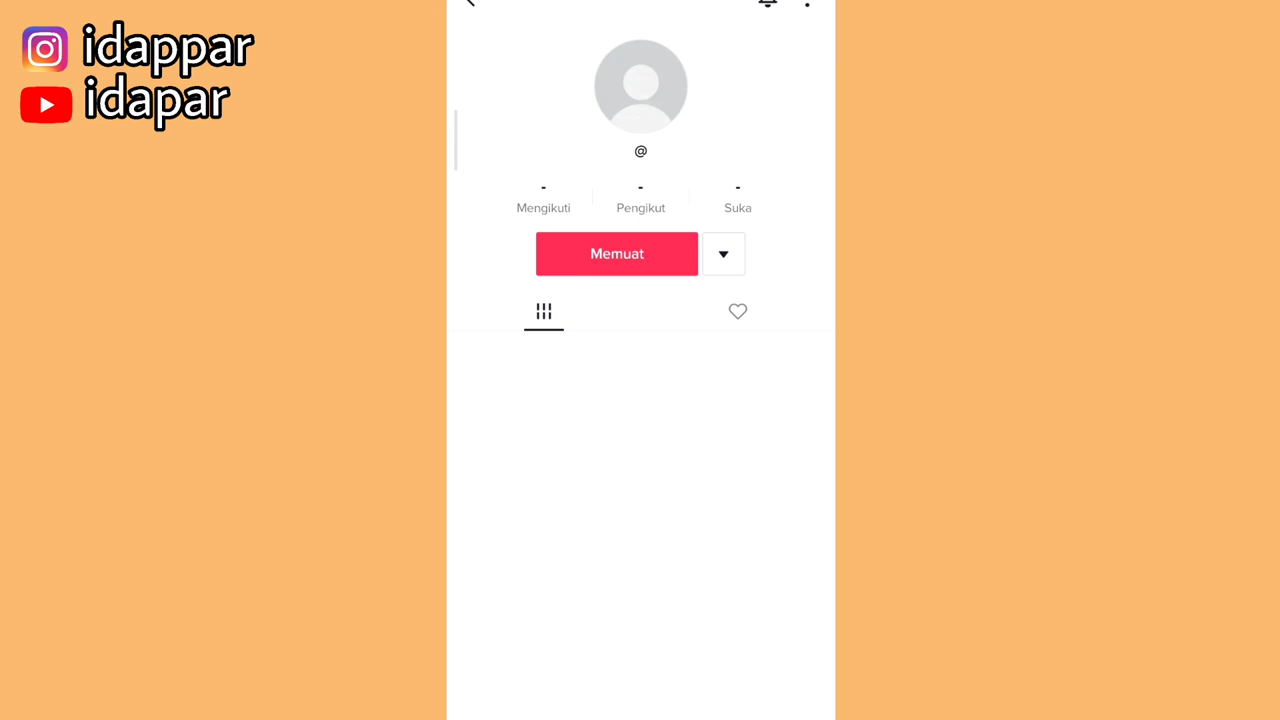 idappar
idapar
@
- - -
Mengikuti Pengikut Suka
Memuat